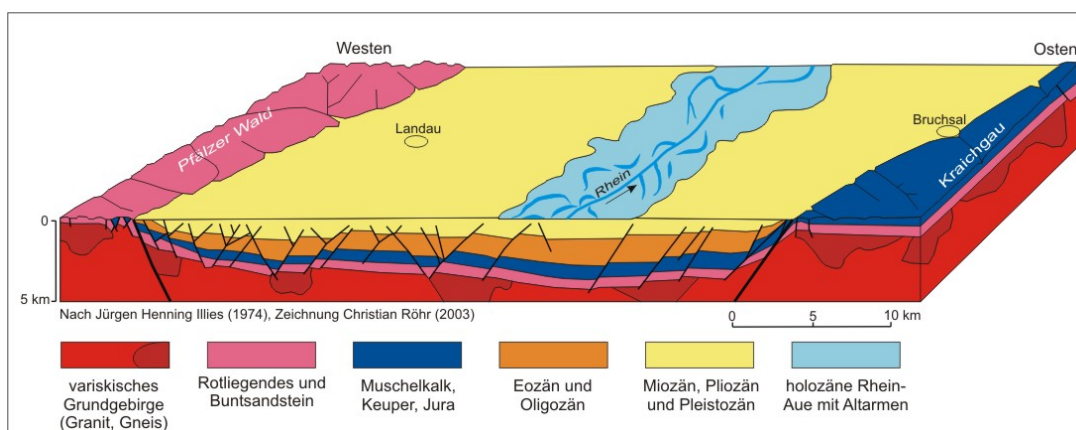 Westen
Osten
Pfälzer Wald
Landau
Bruchsal
Kraichgau
Rhein
0
5 km
Nach Jürgen Henning Illies (1974), Zeichnung Christian Röhr (2003)
0 5 10 km
variskisches
Grundgebirge
(Granit, Gneis)
Rotliegendes und
Buntsandstein
Muschelkalk,
Keuper, Jura
Eozän und
Oligozän
Miozän, Pliozän
und Pleistozän
holozäne Rhein-
Aue mit Altarmen